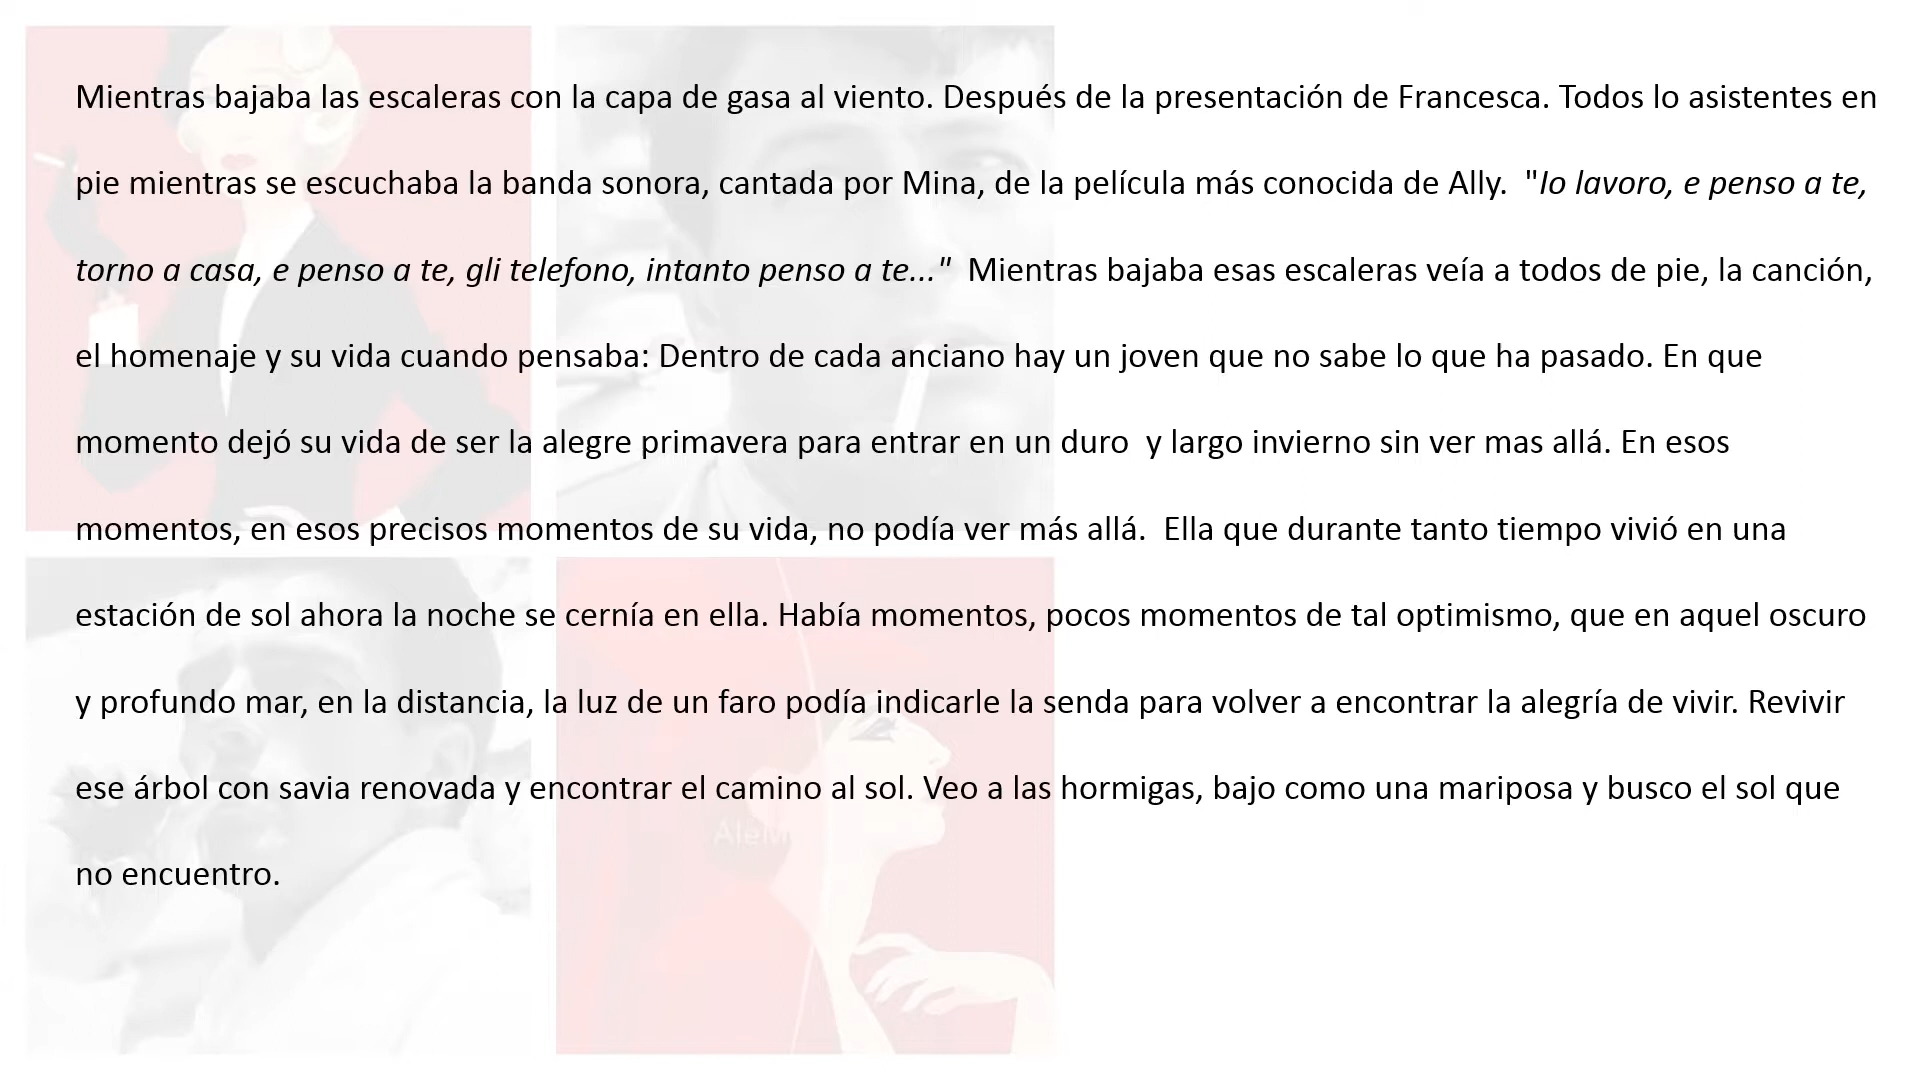 Mientras bajaba las escaleras con la capa de gasa al viento. Después de la presentación de Francesca. Todos lo asistentes en
pie mientras se escuchaba la banda sonora, cantada por Mina, de la película más conocida de Ally.  "Io lavoro, e penso a te,
torno a casa, e penso a te, gli telefono, intanto penso a te..."  Mientras bajaba esas escaleras veía a todos de pie, la canción,
el homenaje y su vida cuando pensaba: Dentro de cada anciano hay un joven que no sabe lo que ha pasado. En que
momento dejó su vida de ser la alegre primavera para entrar en un duro  y largo invierno sin ver mas allá. En esos
momentos, en esos precisos momentos de su vida, no podía ver más allá.  Ella que durante tanto tiempo vivió en una
estación de sol ahora la noche se cernía en ella. Había momentos, pocos momentos de tal optimismo, que en aquel oscuro
y profundo mar, en la distancia, la luz de un faro podía indicarle la senda para volver a encontrar la alegría de vivir. Revivir
ese árbol con savia renovada y encontrar el camino al sol. Veo a las hormigas, bajo como una mariposa y busco el sol que
no encuentro.